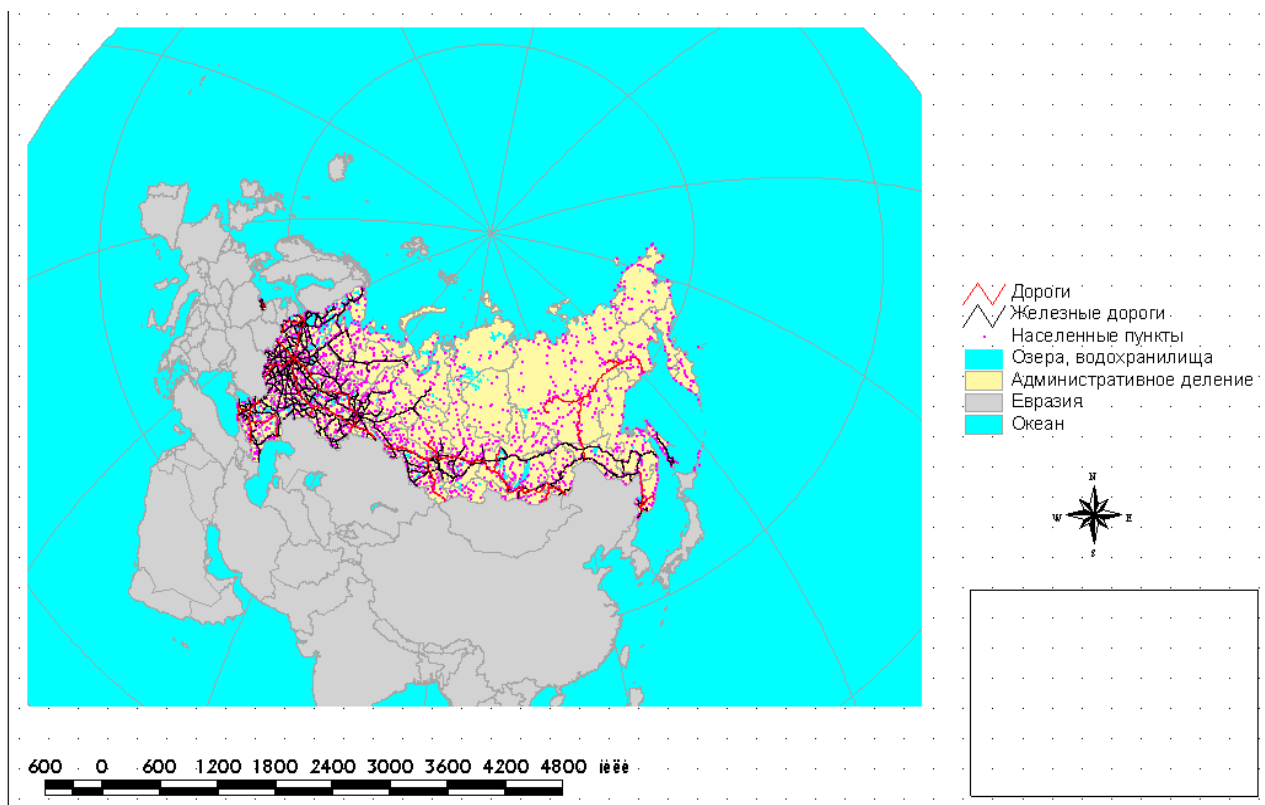 Дороги
Железные дороги
Населенные пункты
Озера, водохранилища
Административное деление
Евразия
Океан
N
W E
S
600 0 600 1200 1800 2400 3000 3600 4200 4800 ìèëè